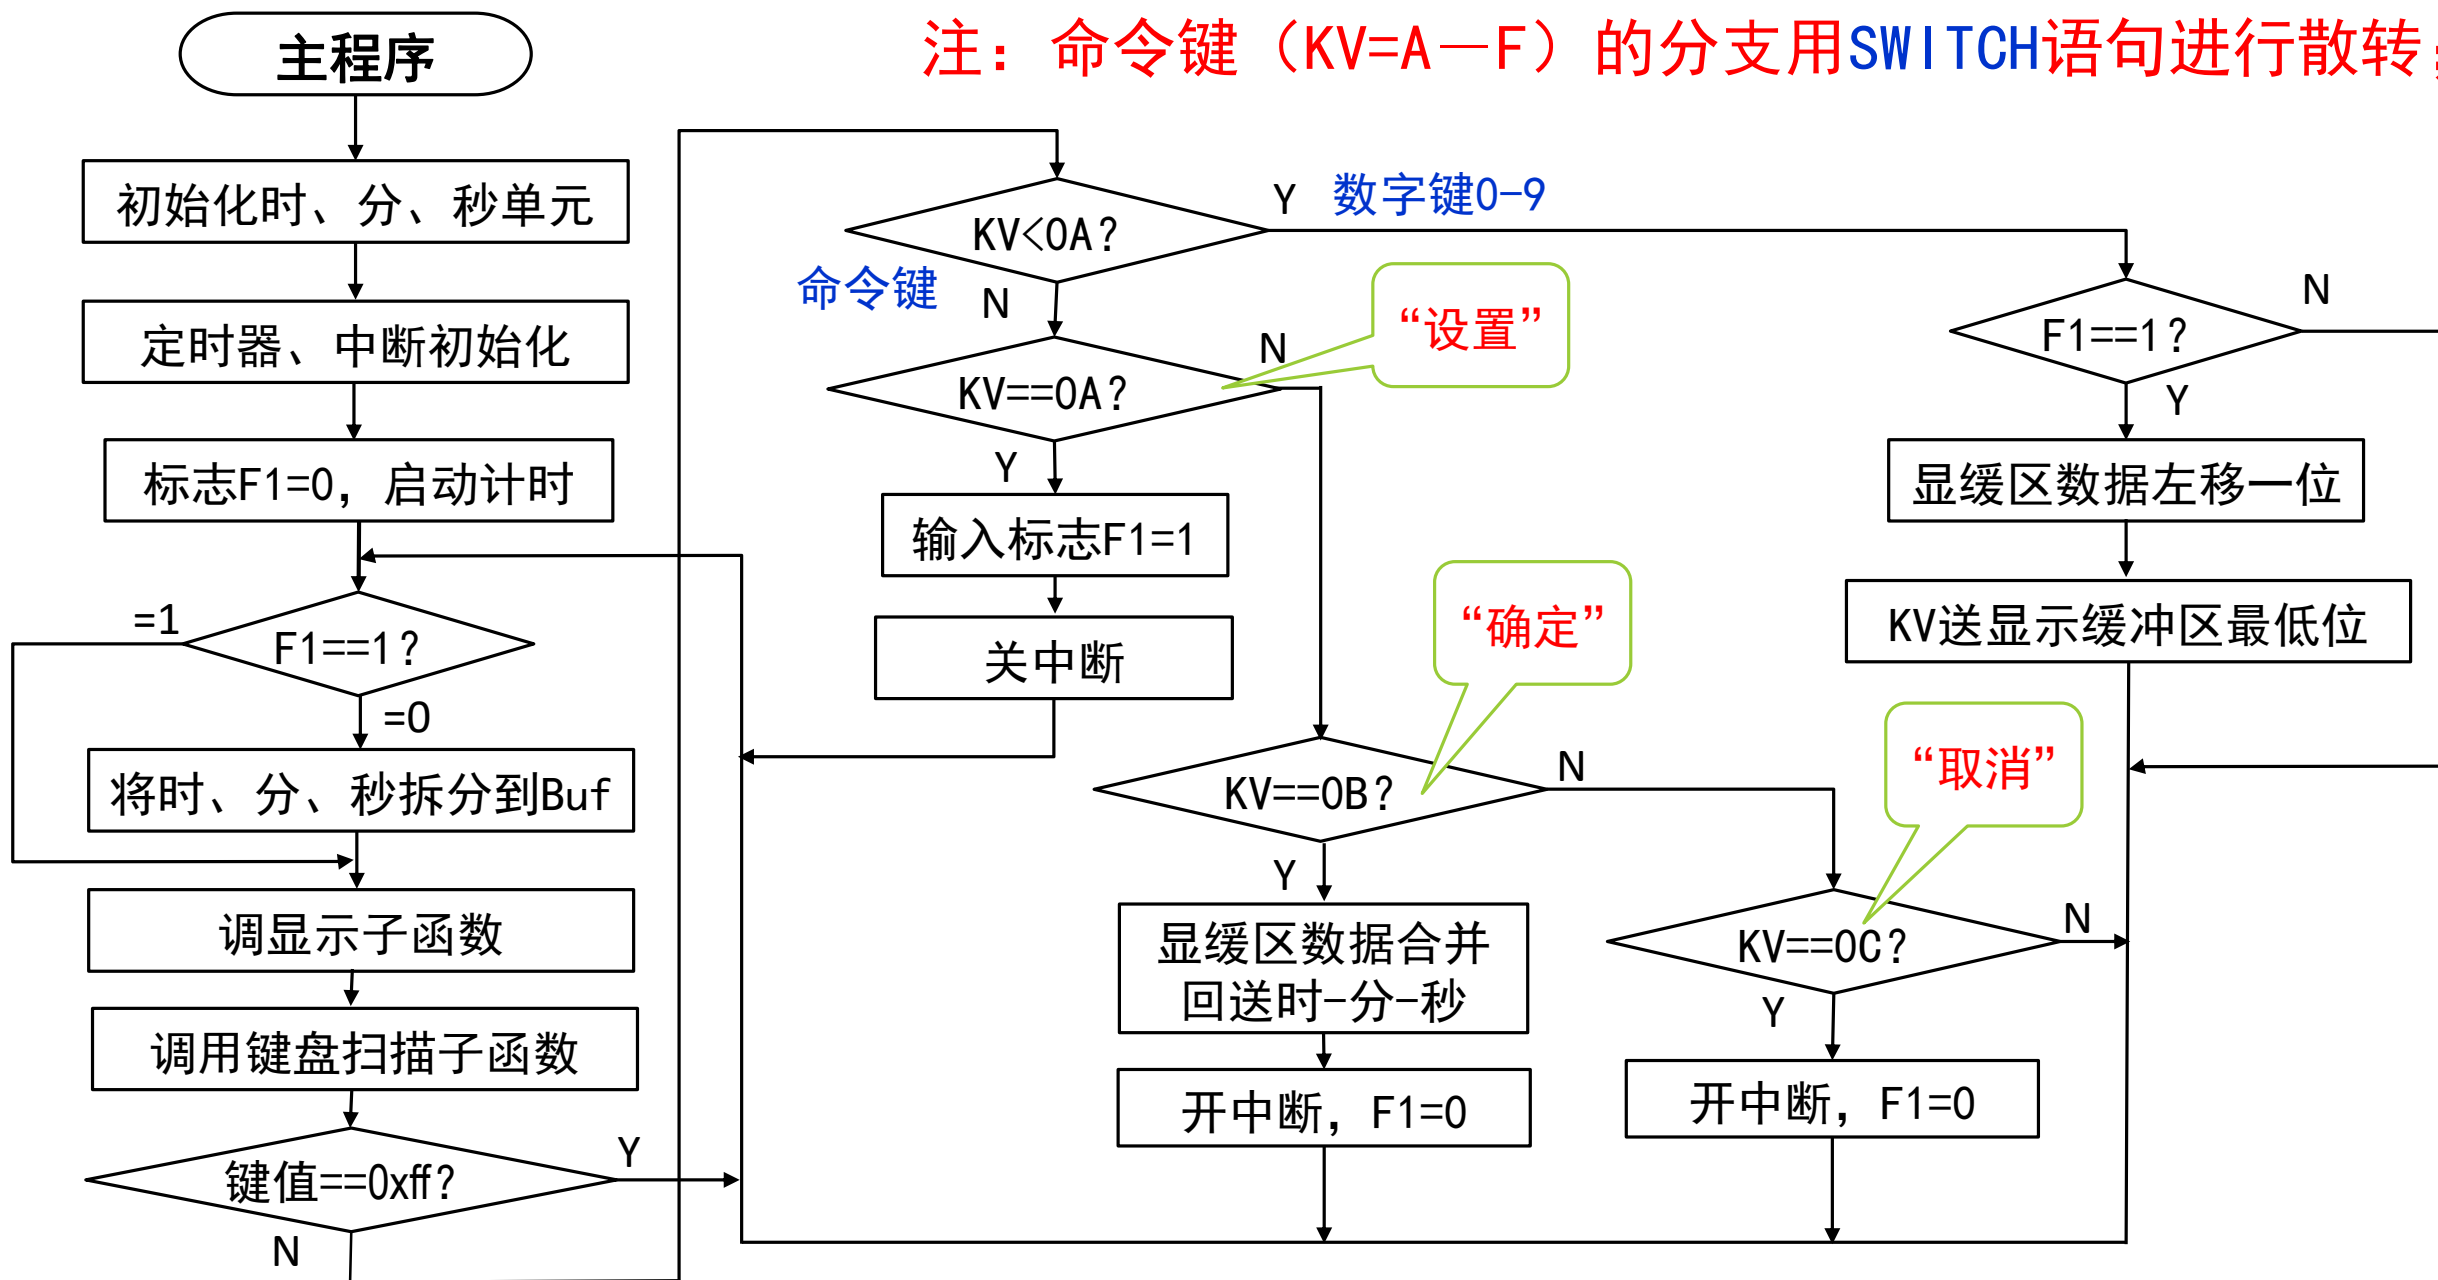 主程序
注：命令键（KV=A—F）的分支用SWITCH语句进行散转
初始化时、分、秒单元
定时器、中断初始化
标志F1=0，启动计时
F1==1?
=1
=0
将时、分、秒拆分到Buf
调显示子函数
调用键盘扫描子函数
键值==0xff?
Y
N
KV<0A?
Y
数字键0-9
命令键
N
KV==0A?
N
“设置”
Y
输入标志F1=1
关中断
“确定”
KV==0B?
N
Y
显缓区数据合并
回送时-分-秒
开中断，F1=0
“取消”
KV==0C?
N
Y
开中断，F1=0
F1==1?
N
Y
显缓区数据左移一位
KV送显示缓冲区最低位